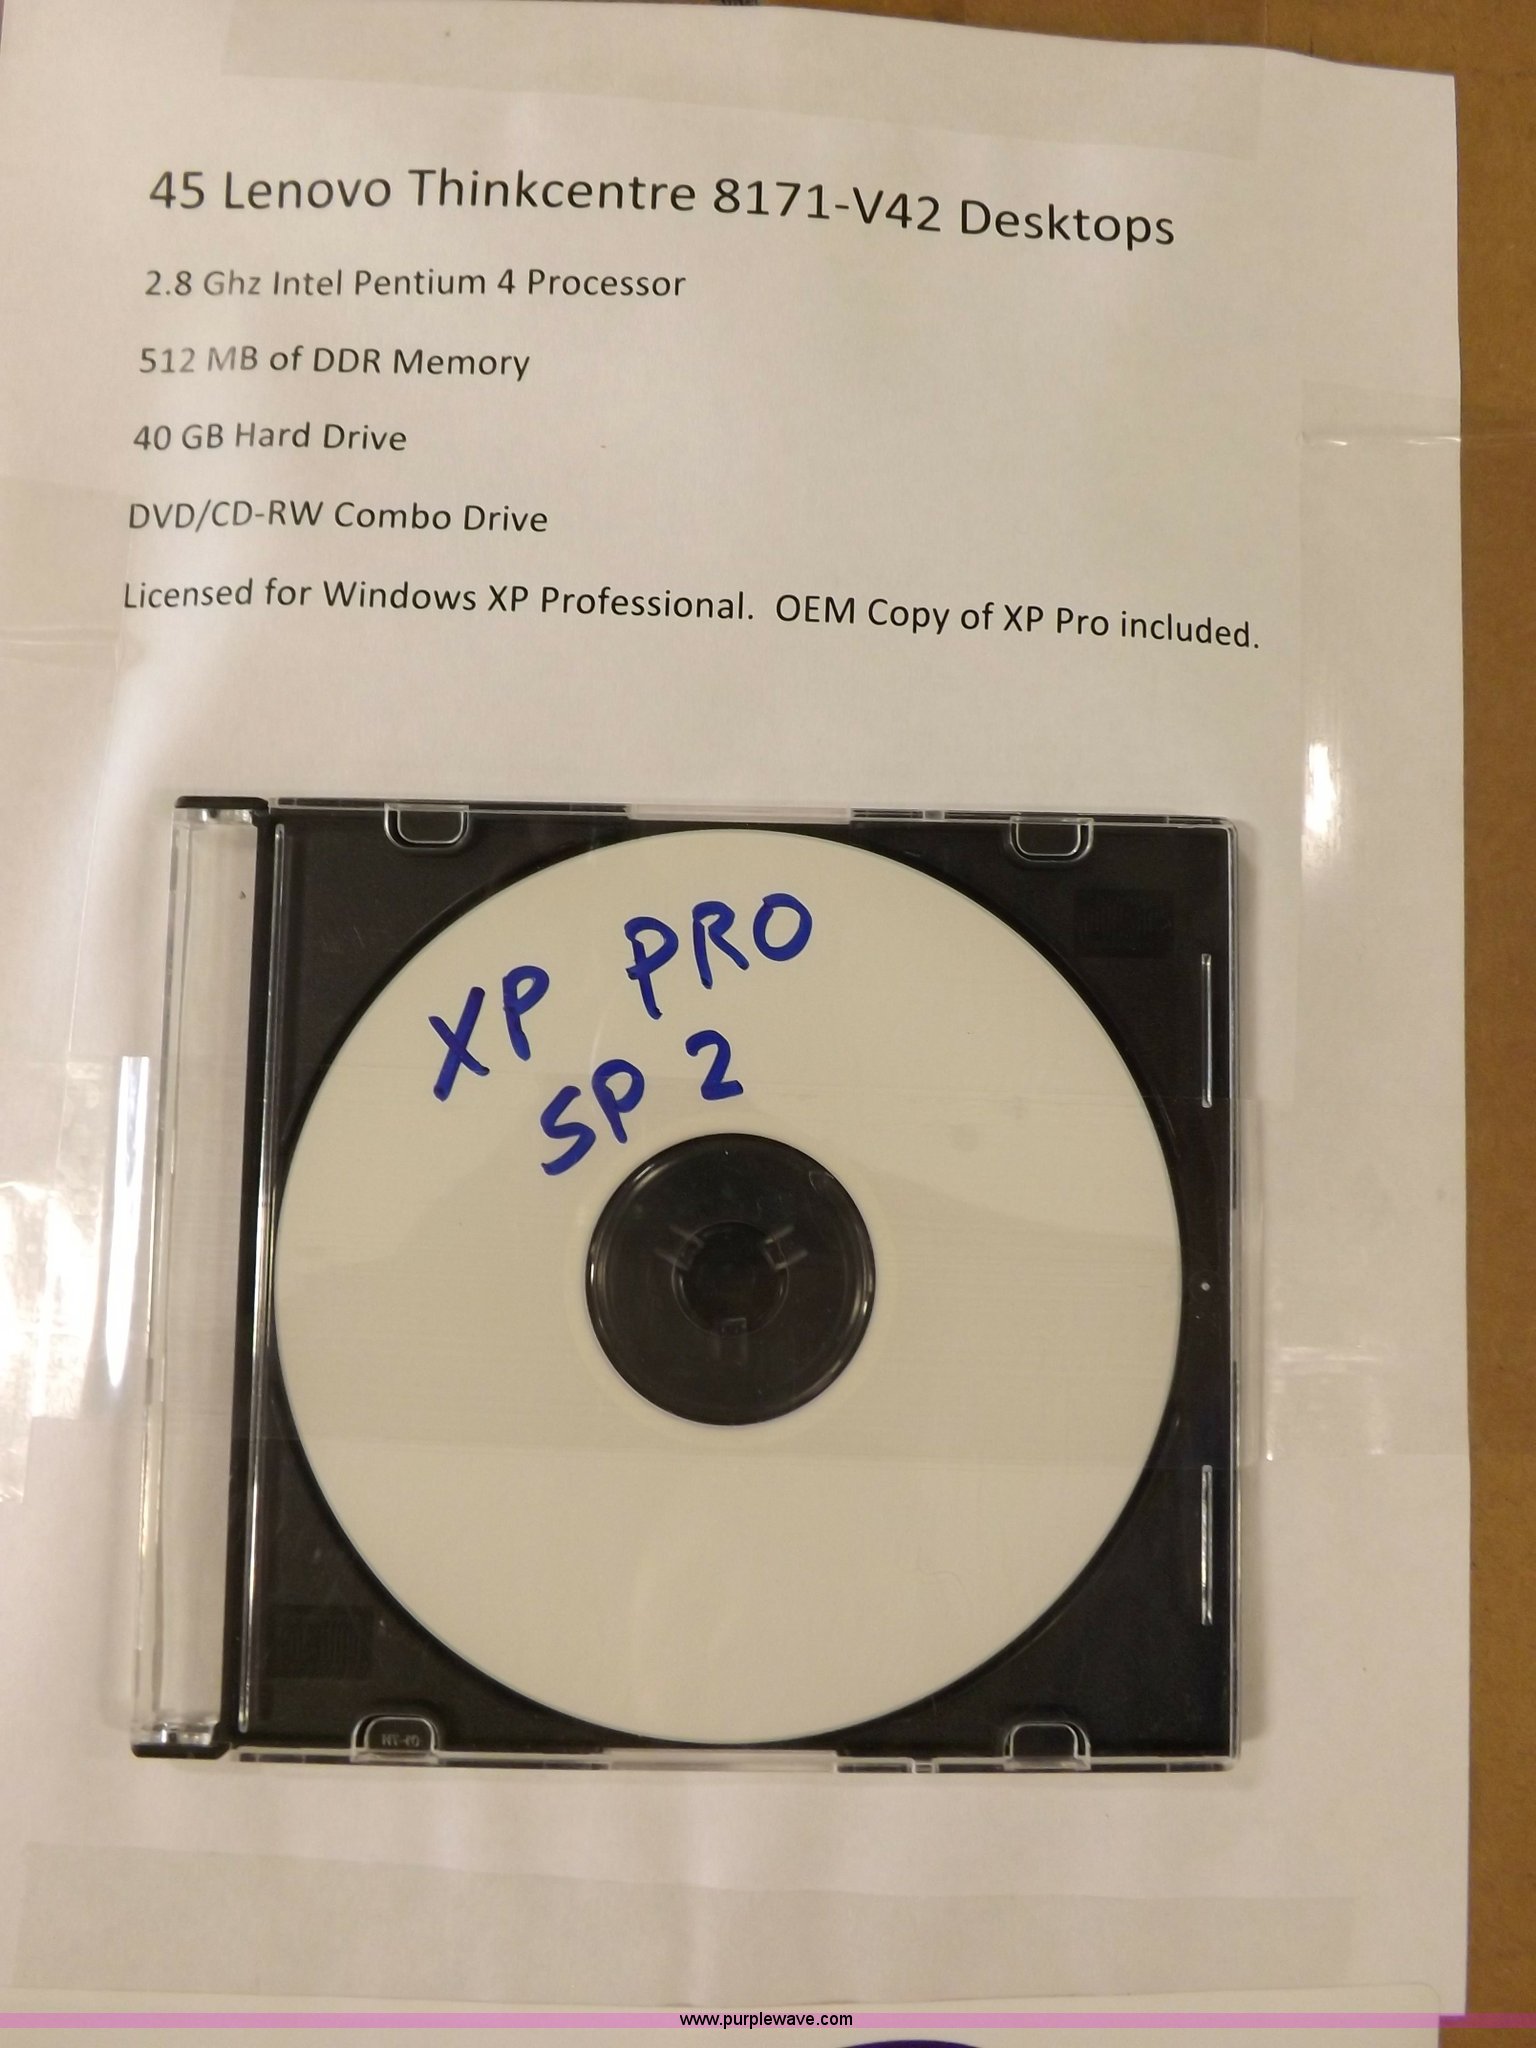 45 Lenovo Thinkcentre 8171-V42 Desktops
2.8 Ghz Intel Pentium 4 Processor
512 MB of DDR Memory
40 GB Hard Drive
DVD/CD-RW Combo Drive
Licensed for Windows XP Professional.  OEM Copy of XP Pro included.
XP PRO
SP 2
www.purplewave.com